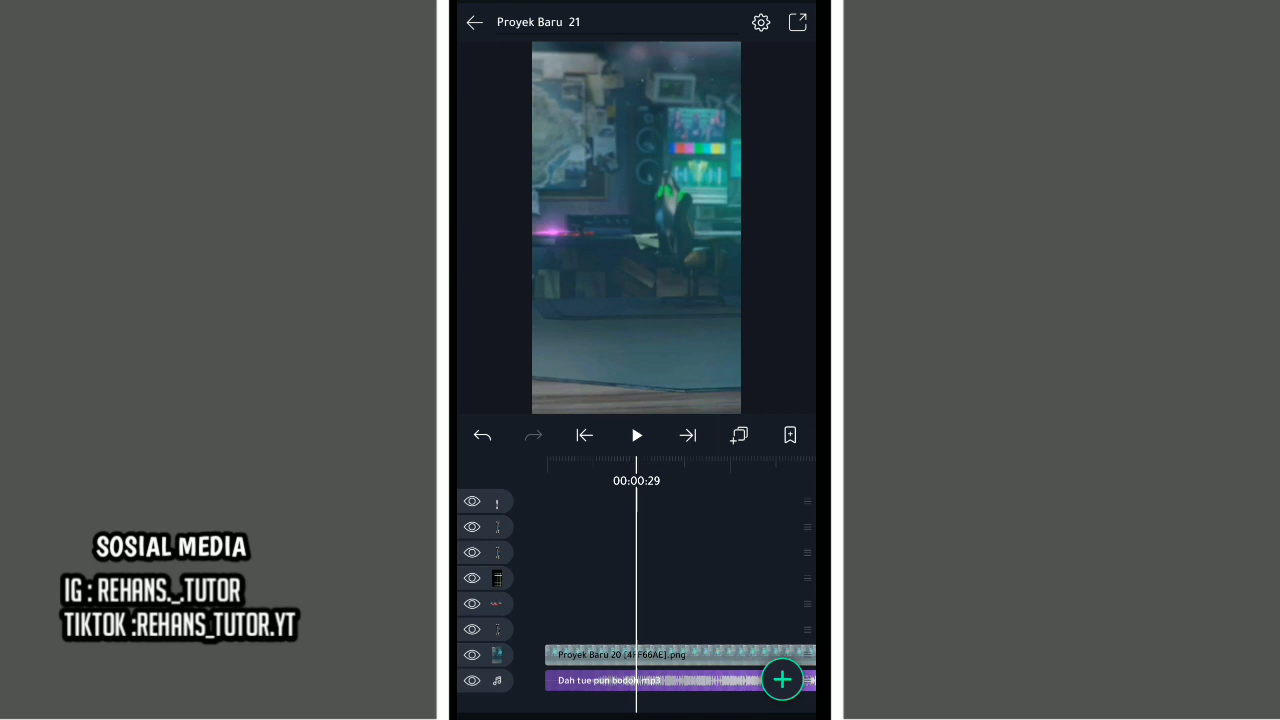 Proyek Baru  21
00:00:29
Proyek Baru 20 [4FF66AE].png
Dah tue pun bodoh.mp3
SOSIAL MEDIA
IG : REHANS._.TUTOR
TIKTOK :REHANS_TUTOR.YT